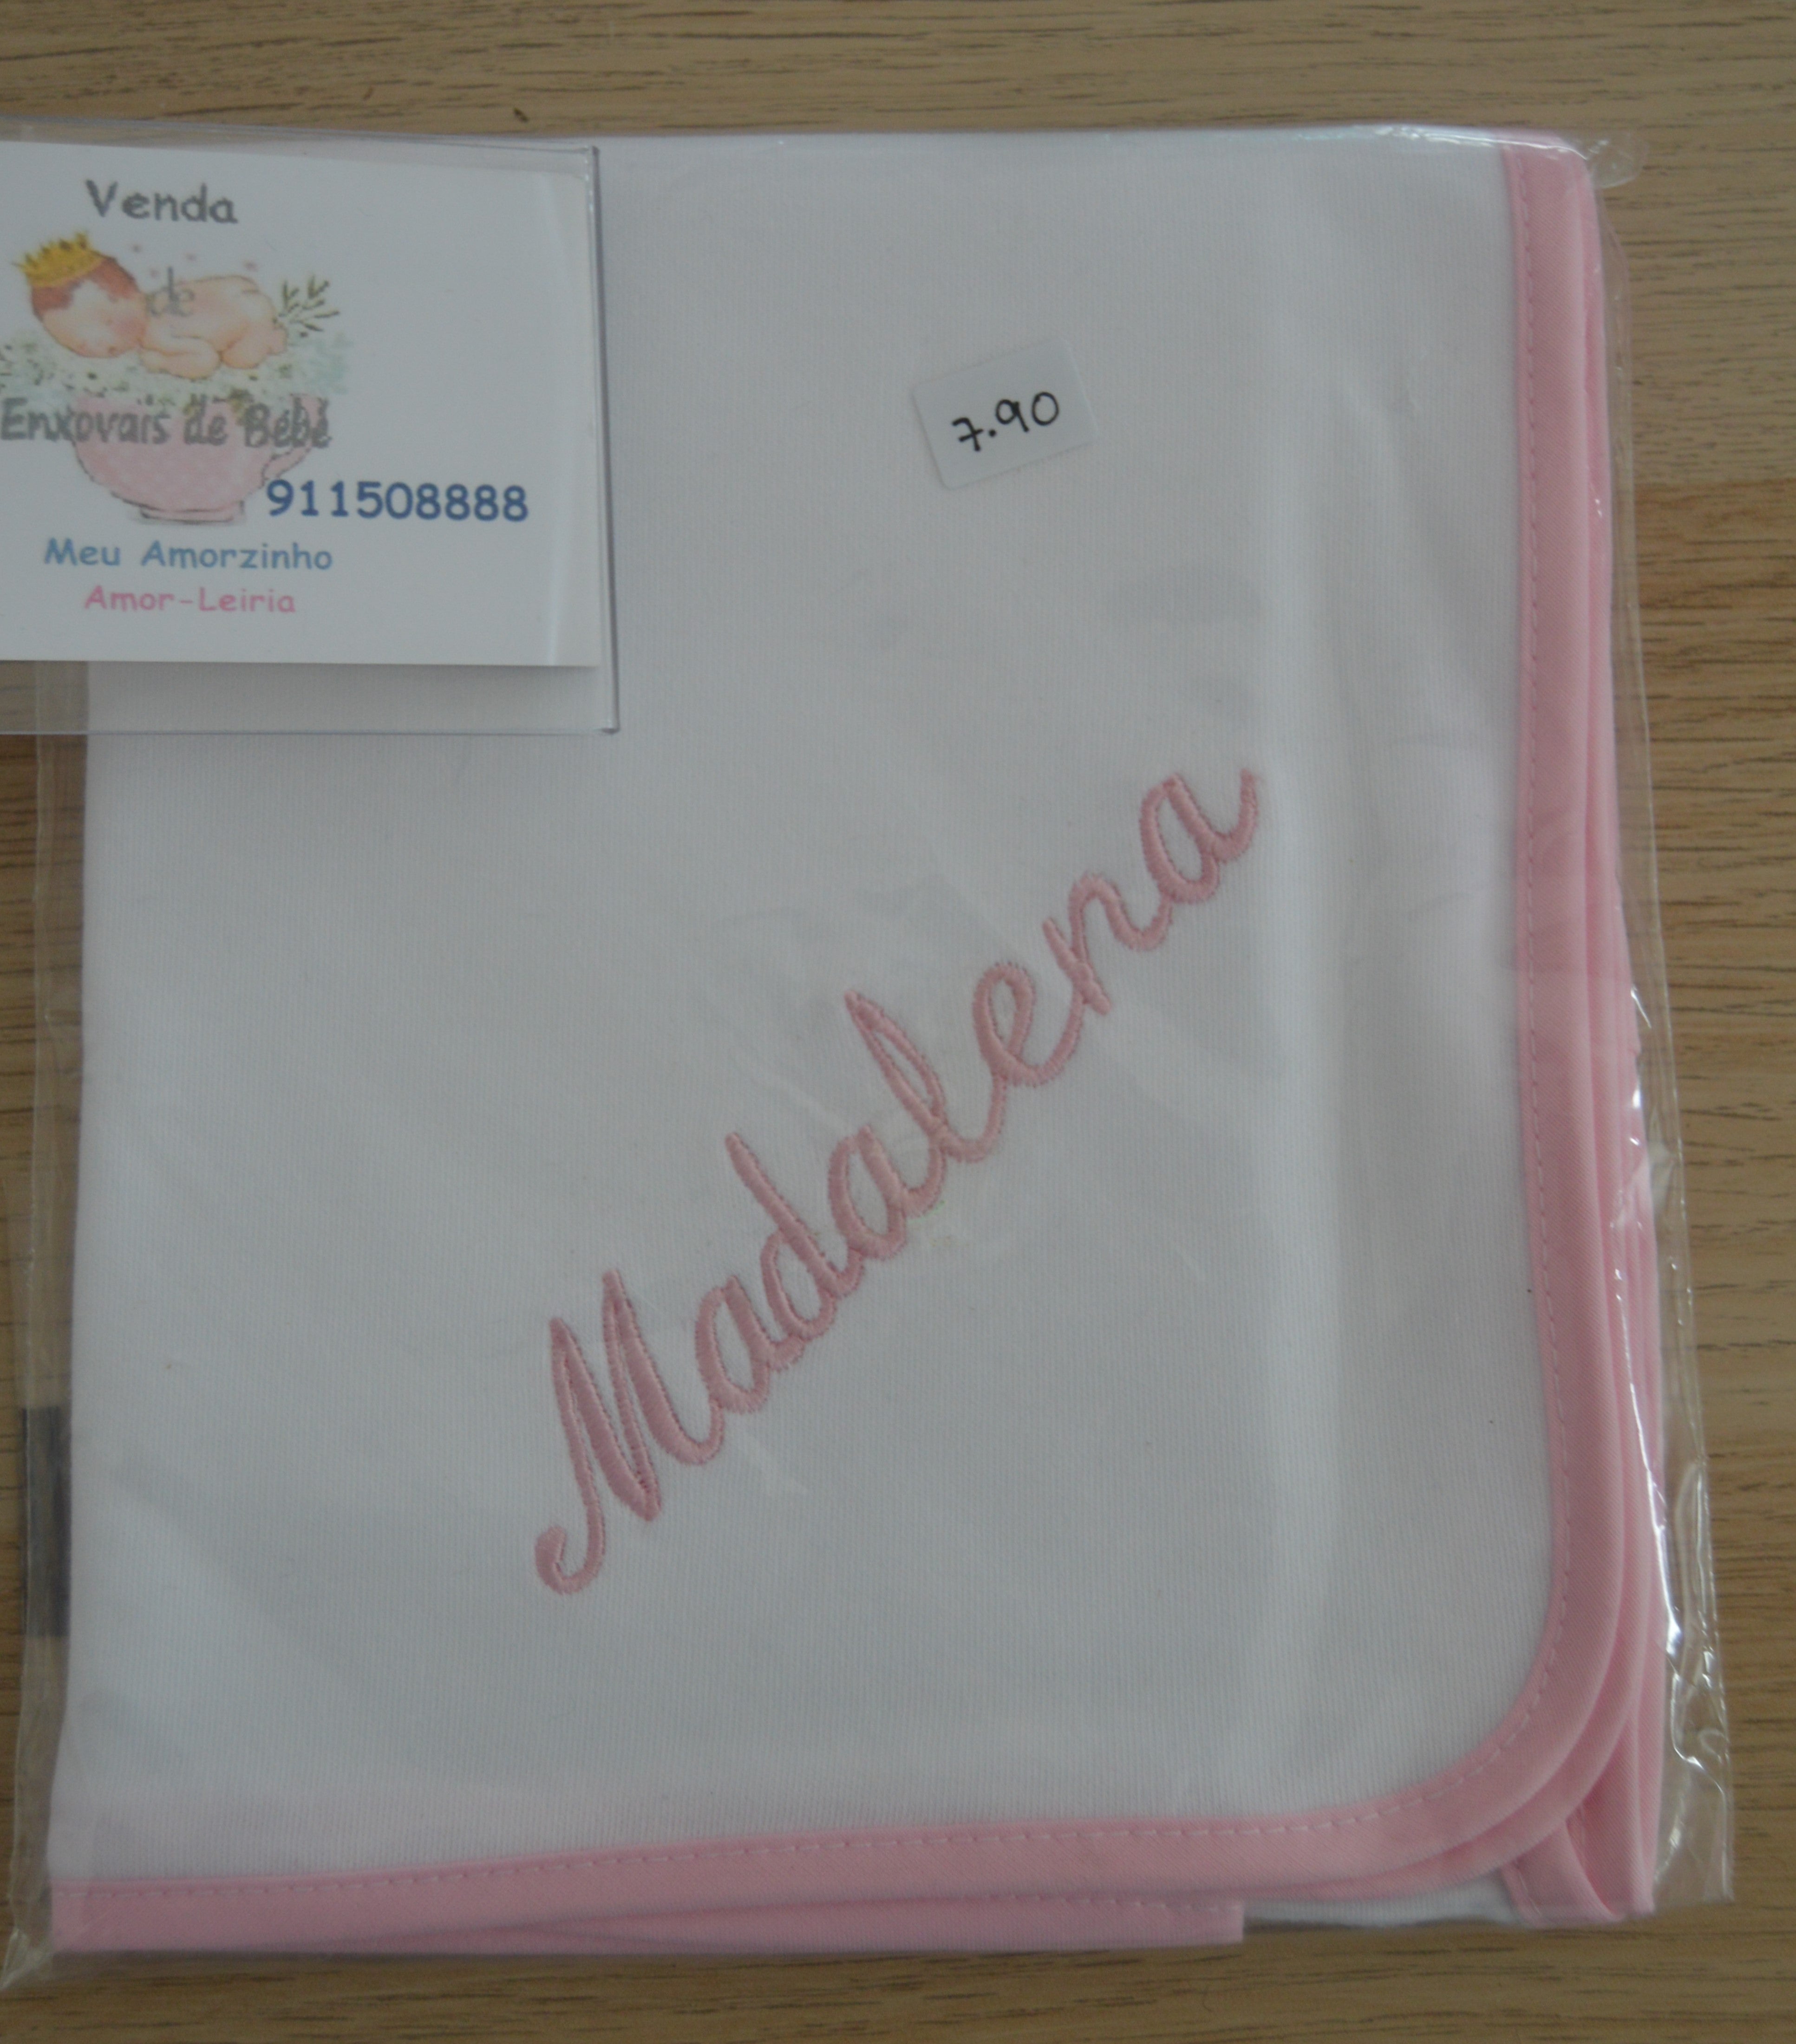 Venda
de
Enxovais de Bébé
911508888
Meu Amorzinho
Amor-Leiria
7.90
Madalena